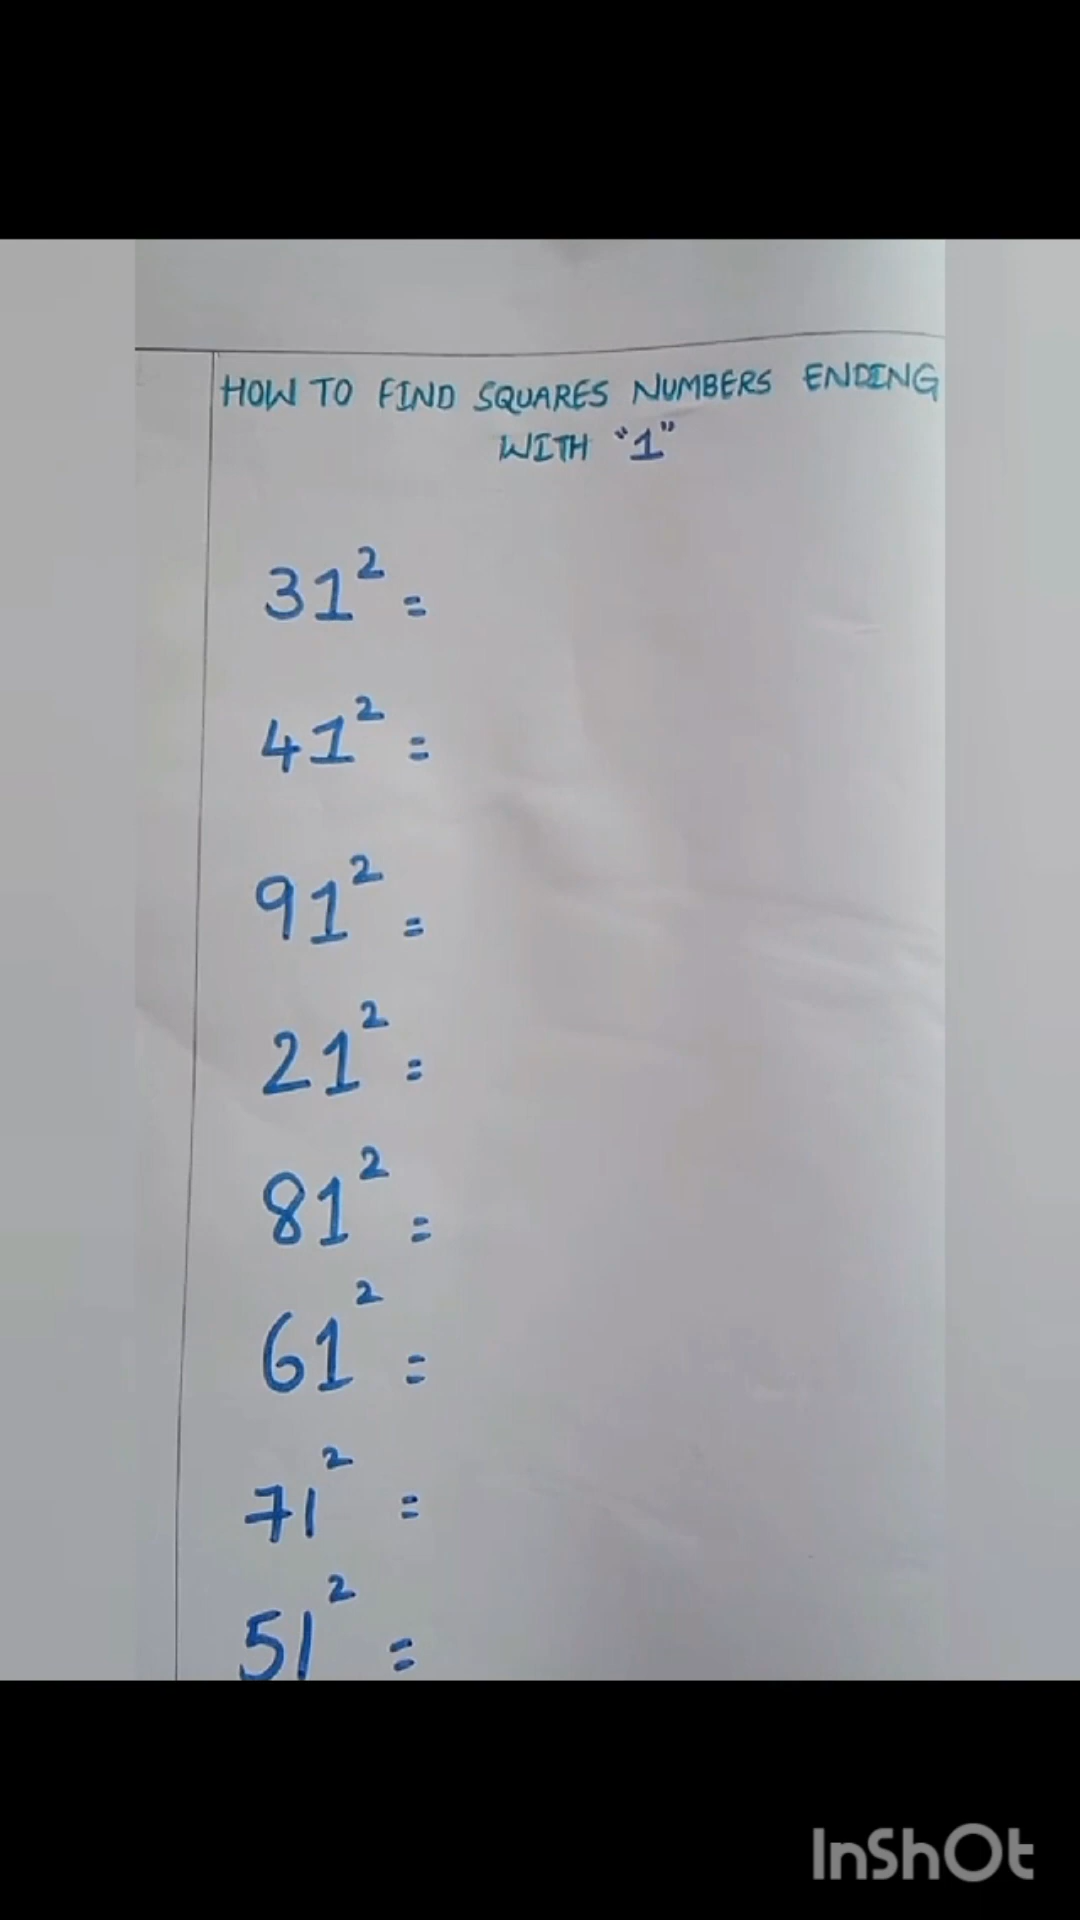 HOW TO FIND SQUARES NUMBERS ENDING
WITH "1"
31² =
41² =
91² =
21² =
81² =
61² =
71² =
51² =
InShOt